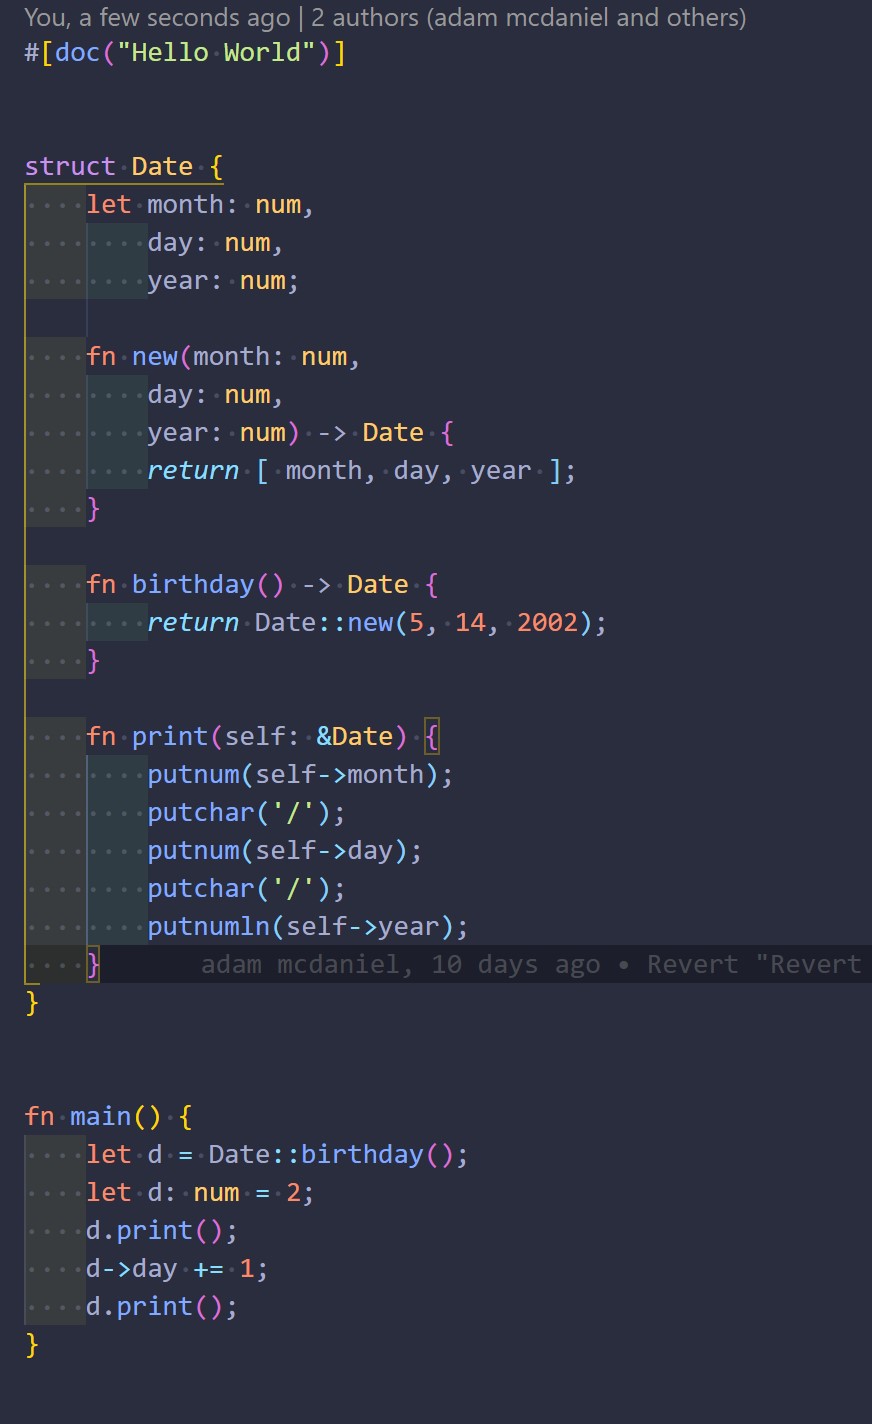 You, a few seconds ago | 2 authors (adam mcdaniel and others)
#[doc("Hello World")]
struct Date {
    let month: num,
        day: num,
        year: num;
    fn new(month: num,
        day: num,
        year: num) -> Date {
        return [ month, day, year ];
    }
    fn birthday() -> Date {
        return Date::new(5, 14, 2002);
    }
    fn print(self: &Date) {
        putnum(self->month);
        putchar('/');
        putnum(self->day);
        putchar('/');
        putnumln(self->year);
    }      adam mcdaniel, 10 days ago • Revert "Revert
}
fn main() {
    let d = Date::birthday();
    let d: num = 2;
    d.print();
    d->day += 1;
    d.print();
}